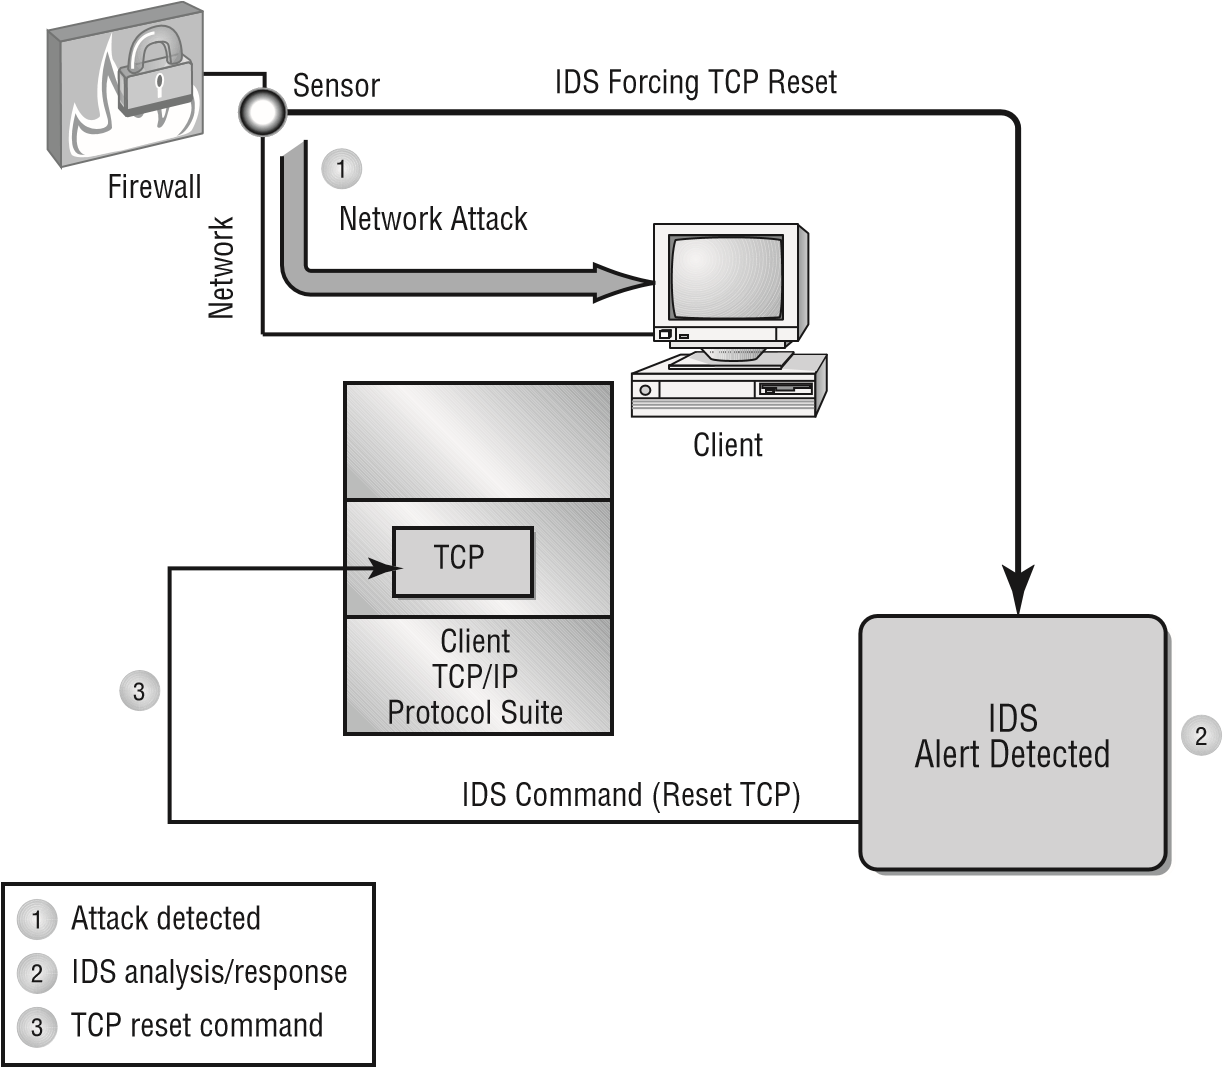 Sensor
IDS Forcing TCP Reset
1
Firewall
Network Attack
Network
Client
TCP
Client
TCP/IP
Protocol Suite
3
IDS
Alert Detected
2
IDS Command (Reset TCP)
1 Attack detected
2 IDS analysis/response
3 TCP reset command